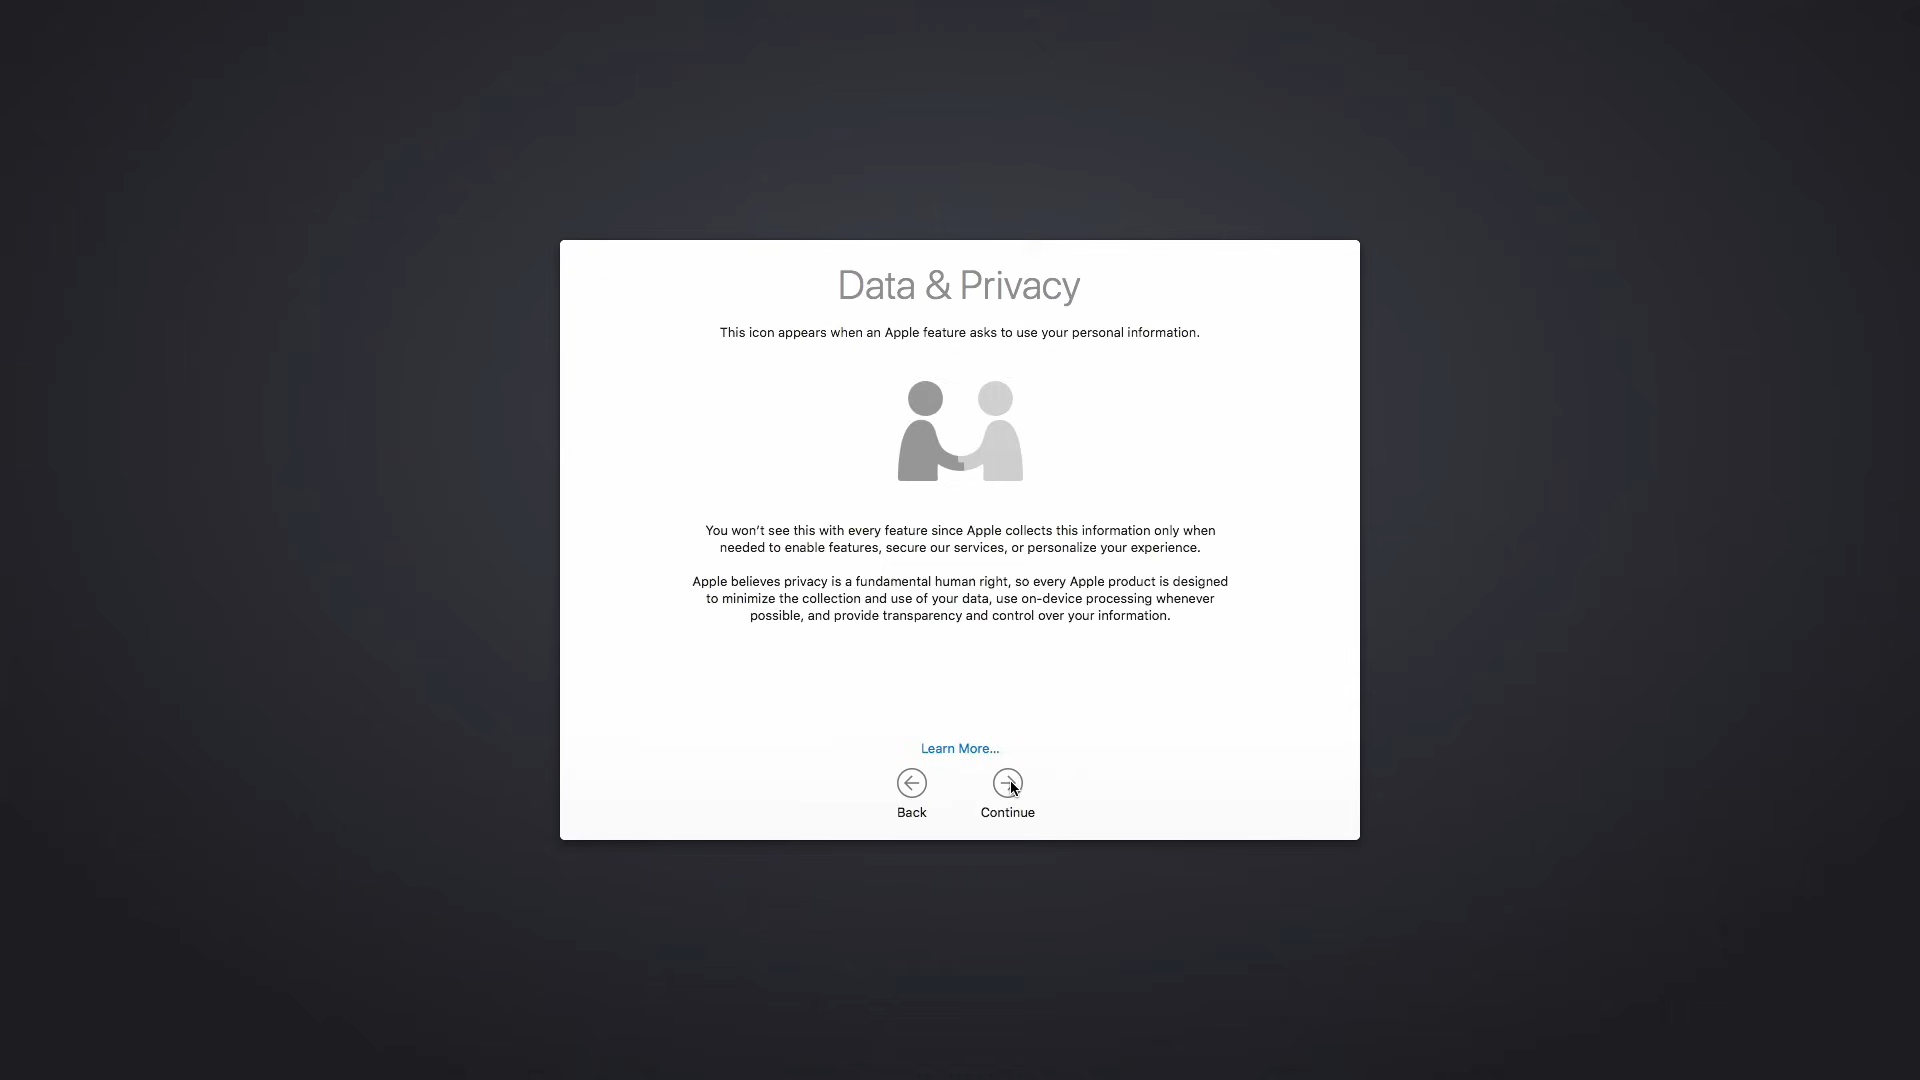 Data & Privacy
This icon appears when an Apple feature asks to use your personal information.
You won't see this with every feature since Apple collects this information only when
needed to enable features, secure our services, or personalize your experience.
Apple believes privacy is a fundamental human right, so every Apple product is designed
to minimize the collection and use of your data, use on-device processing whenever
possible, and provide transparency and control over your information.
Learn More...
Back
Continue